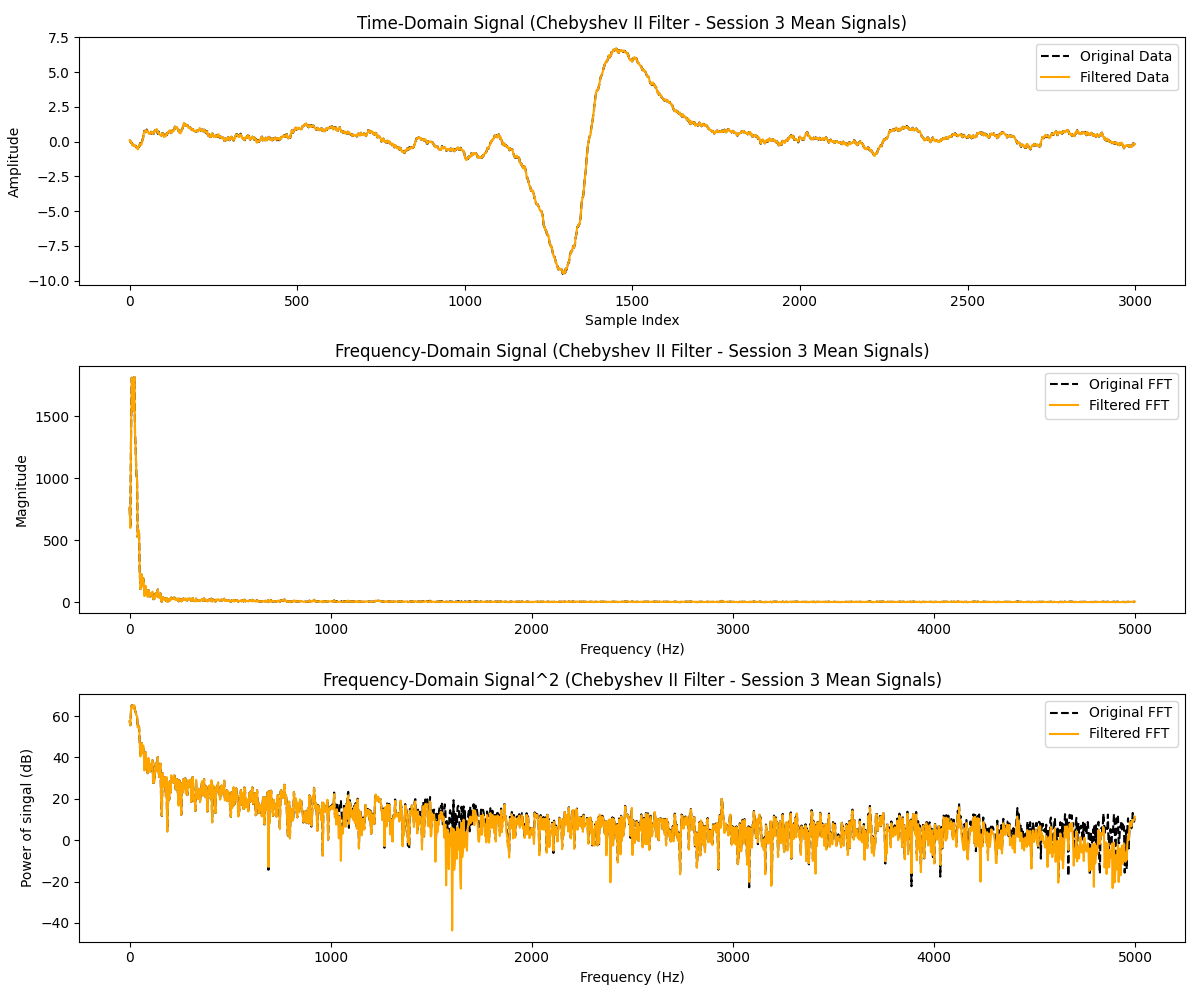 Time-Domain Signal (Chebyshev II Filter - Session 3 Mean Signals)
7.5
5.0
2.5
0.0
−2.5
−5.0
−7.5
−10.0
Amplitude
Original Data
Filtered Data
0 500 1000 1500 2000 2500 3000
Sample Index
Frequency-Domain Signal (Chebyshev II Filter - Session 3 Mean Signals)
1500
1000
500
0
Magnitude
Original FFT
Filtered FFT
0 1000 2000 3000 4000 5000
Frequency (Hz)
Frequency-Domain Signal^2 (Chebyshev II Filter - Session 3 Mean Signals)
60
40
20
0
−20
−40
Power of singal (dB)
Original FFT
Filtered FFT
0 1000 2000 3000 4000 5000
Frequency (Hz)